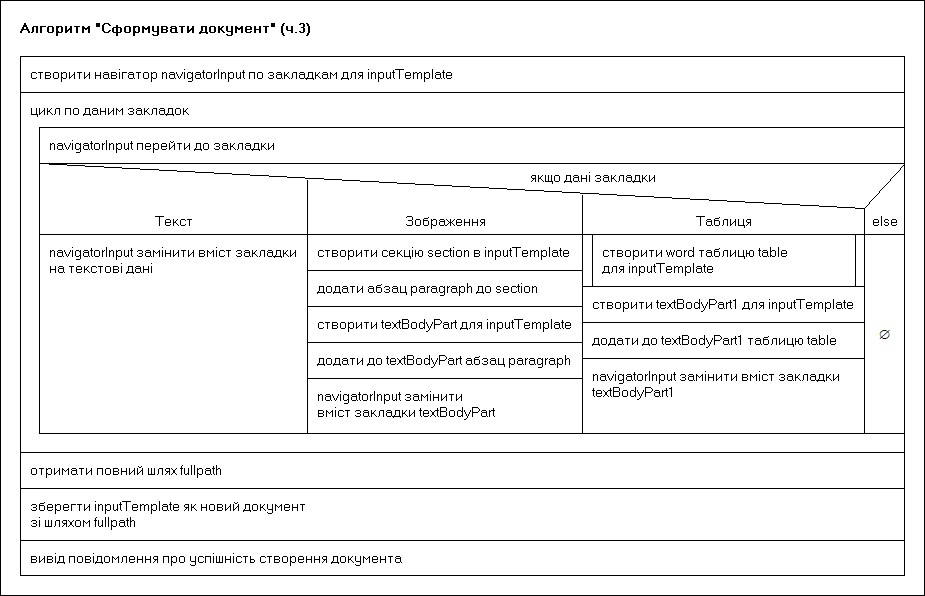 Алгоритм "Сформувати документ" (ч.3)
створити навігатор navigatorInput по закладкам для inputTemplate
цикл по даним закладок
navigatorInput перейти до закладки
якщо дані закладки
Текст
Зображення
Таблиця
else
navigatorInput замінити вміст закладки
на текстові дані
створити секцію section в inputTemplate
додати абзац paragraph до section
створити textBodyPart для inputTemplate
додати до textBodyPart абзац paragraph
navigatorInput замінити
вміст закладки textBodyPart
створити word таблицю table
для inputTemplate
створити textBodyPart1 для inputTemplate
додати до textBodyPart1 таблицю table
navigatorInput замінити вміст закладки
textBodyPart1
∅
отримати повний шлях fullpath
зберегти inputTemplate як новий документ
зі шляхом fullpath
вивід повідомлення про успішність створення документа